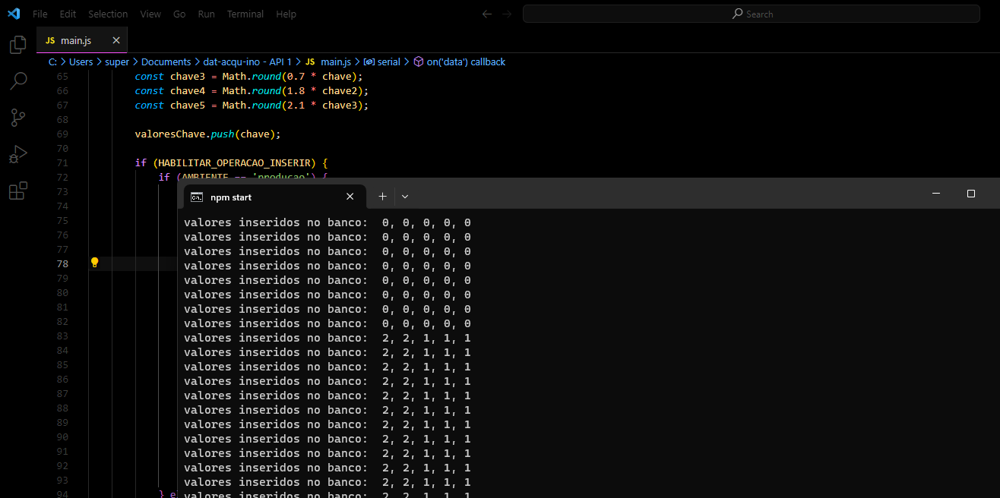 File Edit Selection View Go Run Terminal Help
Search
JS main.js
C: > Users > super > Documents > dat-acqu-ino - API 1 > JS main.js > serial > on('data') callback
65 const chave3 = Math.round(0.7 * chave);
66 const chave4 = Math.round(1.8 * chave2);
67 const chave5 = Math.round(2.1 * chave3);
68
69 valoresChave.push(chave);
70
71 if (HABILITAR_OPERACAO_INSERIR) {
72 if (AMBIENTE == 'producao') {
73
74
75
76
77
78
79
80
81
82
83
84
85
86
87
88
89
90
91
92
93
94 } e
npm start
valores inseridos no banco: 0, 0, 0, 0, 0
valores inseridos no banco: 0, 0, 0, 0, 0
valores inseridos no banco: 0, 0, 0, 0, 0
valores inseridos no banco: 0, 0, 0, 0, 0
valores inseridos no banco: 0, 0, 0, 0, 0
valores inseridos no banco: 0, 0, 0, 0, 0
valores inseridos no banco: 0, 0, 0, 0, 0
valores inseridos no banco: 0, 0, 0, 0, 0
valores inseridos no banco: 2, 2, 1, 1, 1
valores inseridos no banco: 2, 2, 1, 1, 1
valores inseridos no banco: 2, 2, 1, 1, 1
valores inseridos no banco: 2, 2, 1, 1, 1
valores inseridos no banco: 2, 2, 1, 1, 1
valores inseridos no banco: 2, 2, 1, 1, 1
valores inseridos no banco: 2, 2, 1, 1, 1
valores inseridos no banco: 2, 2, 1, 1, 1
valores inseridos no banco: 2, 2, 1, 1, 1
valores inseridos no banco: 2, 2, 1, 1, 1
valores inseridos no banco: 2, 2, 1, 1, 1
valores inseridos no banco: 2, 2, 1, 1, 1